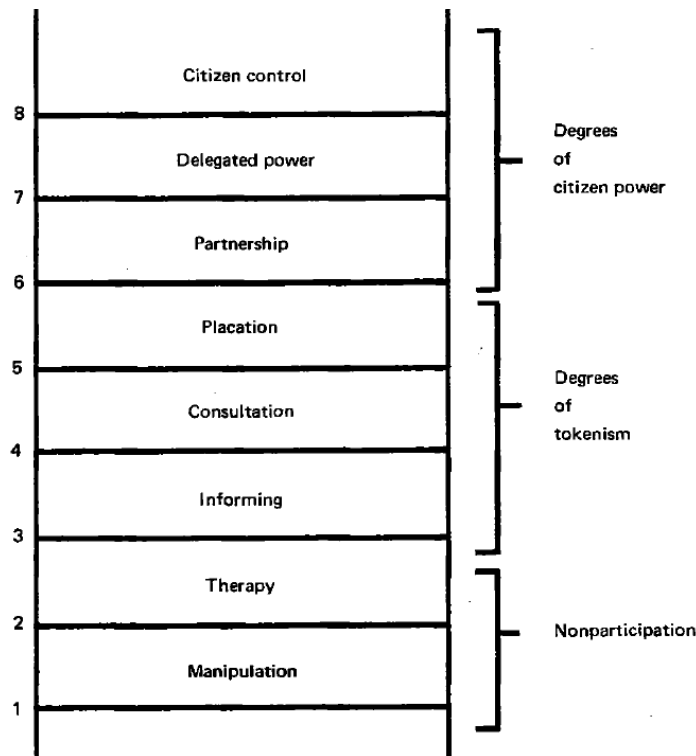 Citizen control
8
Delegated power
7
Partnership
6
Placation
5
Consultation
4
Informing
3
Therapy
2
Manipulation
1
Degrees
of
citizen power
Degrees
of
tokenism
Nonparticipation